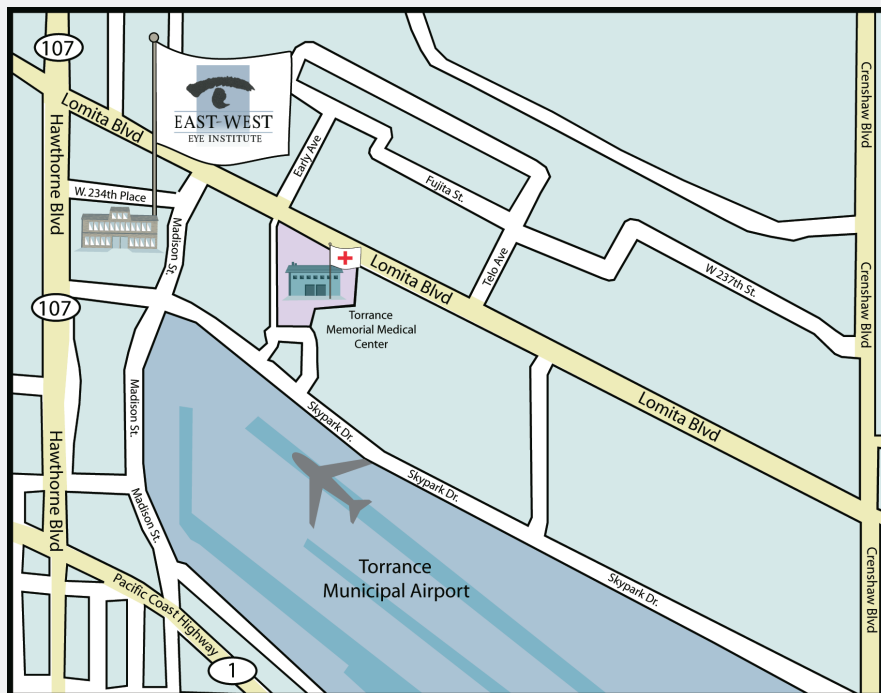 107
Lomita Blvd
Hawthorne Blvd
EAST-WEST
EYE INSTITUTE
Early Ave
Fujita St.
Crenshaw Blvd
W. 234th Place
Madison St.
Telo Ave
W 237th St.
Crenshaw Blvd
Lomita Blvd
107
Torrance
Memorial Medical
Center
Madison St.
Skypark Dr.
Lomita Blvd
Hawthorne Blvd
Skypark Dr.
Madison St.
Torrance
Municipal Airport
Skypark Dr.
Crenshaw Blvd
Pacific Coast Highway
1